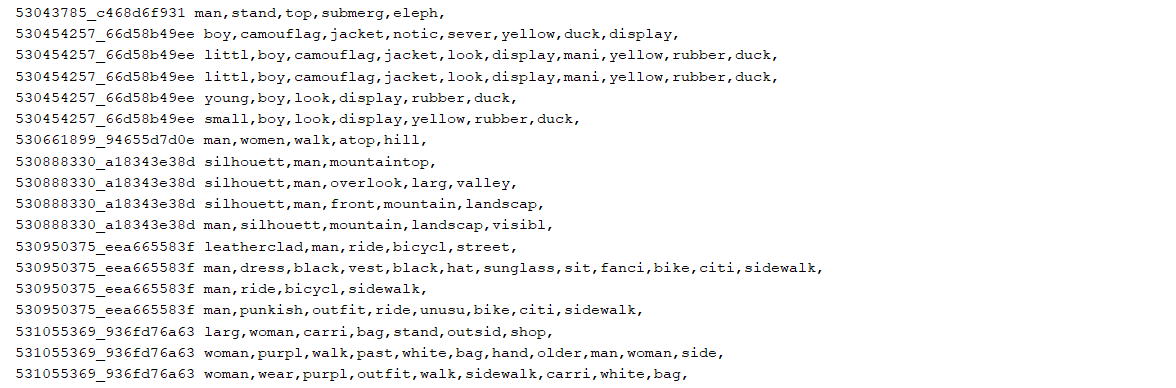 53043785_c468d6f931 man,stand,top,submerg,eleph,
530454257_66d58b49ee boy,camouflag,jacket,notic,sever,yellow,duck,display,
530454257_66d58b49ee littl,boy,camouflag,jacket,look,display,mani,yellow,rubber,duck,
530454257_66d58b49ee littl,boy,camouflag,jacket,look,display,mani,yellow,rubber,duck,
530454257_66d58b49ee young,boy,look,display,rubber,duck,
530454257_66d58b49ee small,boy,look,display,yellow,rubber,duck,
530661899_94655d7d0e man,women,walk,atop,hill,
530888330_a18343e38d silhouett,man,mountaintop,
530888330_a18343e38d silhouett,man,overlook,larg,valley,
530888330_a18343e38d silhouett,man,front,mountain,landscap,
530888330_a18343e38d man,silhouett,mountain,landscap,visibl,
530950375_eea665583f leatherclad,man,ride,bicycl,street,
530950375_eea665583f man,dress,black,vest,black,hat,sunglass,sit,fanci,bike,citi,sidewalk,
530950375_eea665583f man,ride,bicycl,sidewalk,
530950375_eea665583f man,punkish,outfit,ride,unusu,bike,citi,sidewalk,
531055369_936fd76a63 larg,woman,carri,bag,stand,outsid,shop,
531055369_936fd76a63 woman,purpl,walk,past,white,bag,hand,older,man,woman,side,
531055369_936fd76a63 woman,wear,purpl,outfit,walk,sidewalk,carri,white,bag,